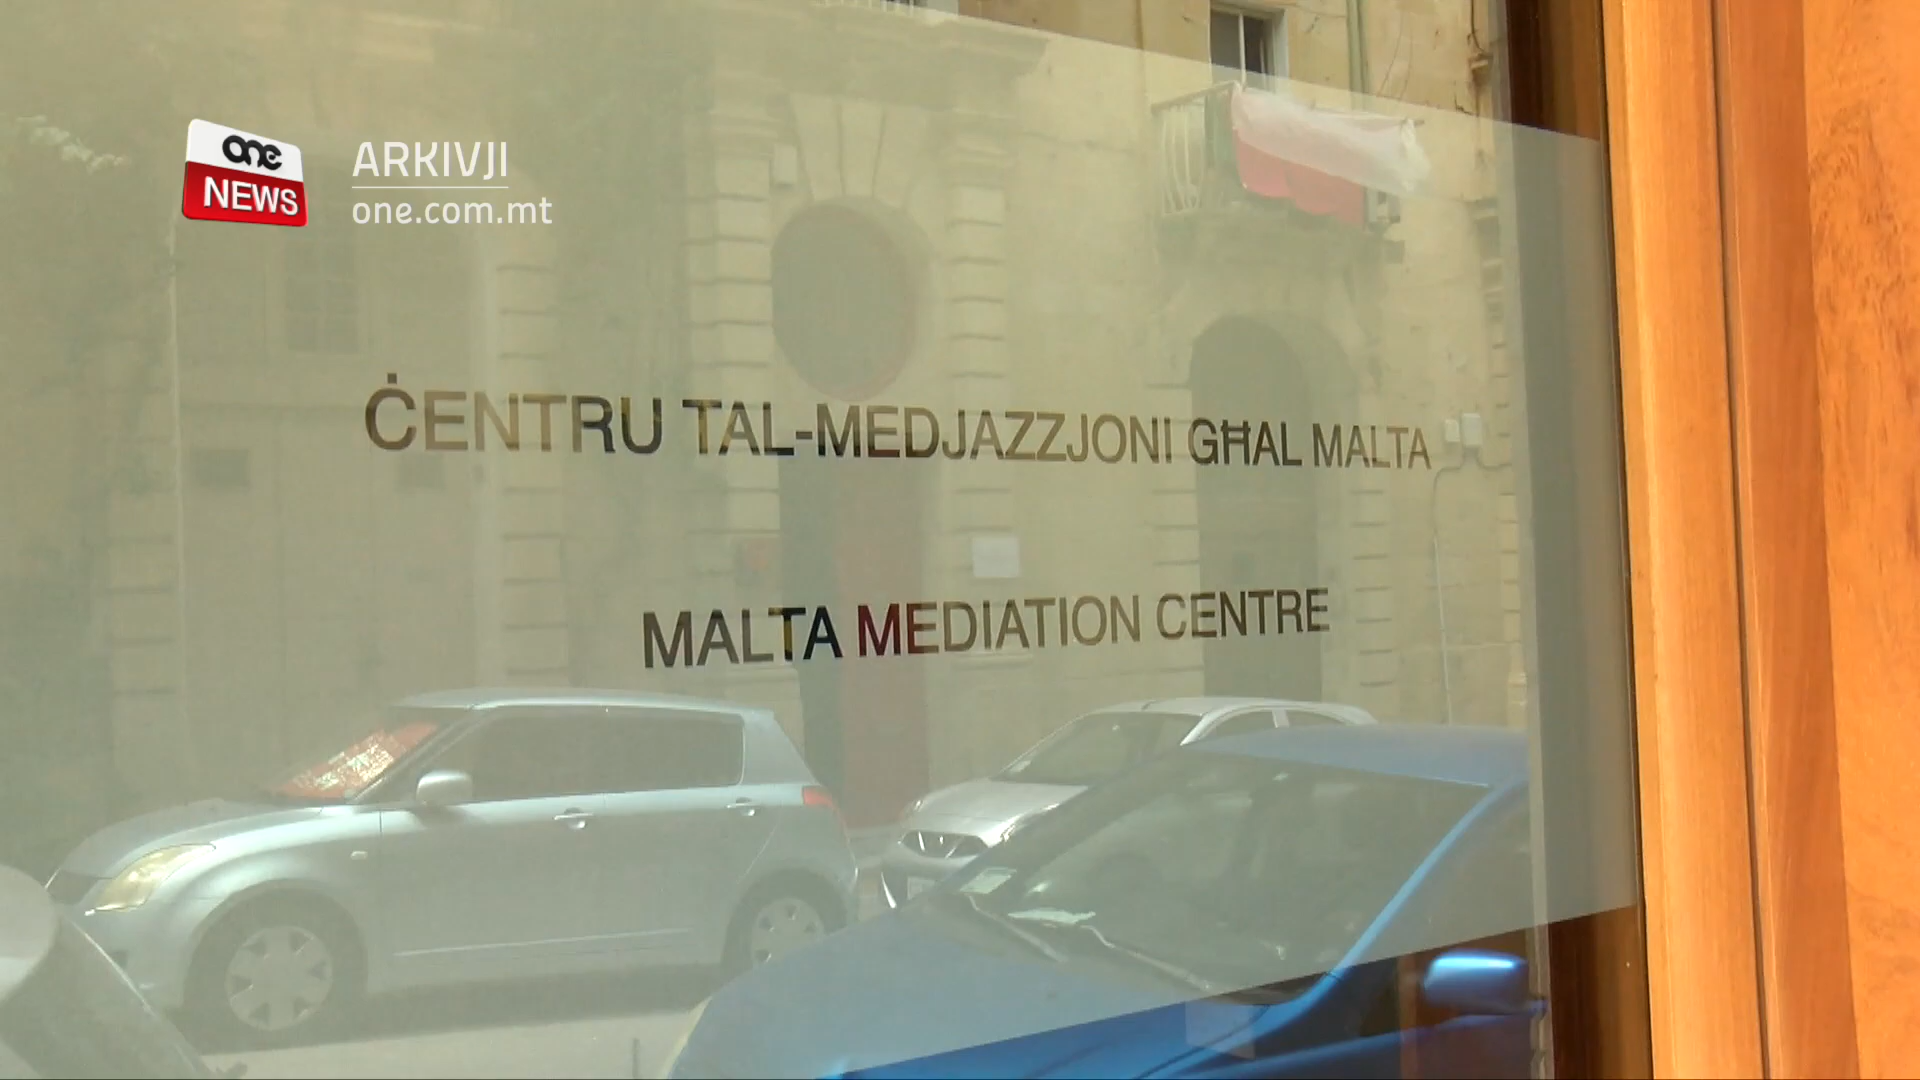 one
NEWS
ARKIVJI
one.com.mt
ĊENTRU TAL-MEDJAZZJONI GĦAL MALTA
MALTA MEDIATION CENTRE